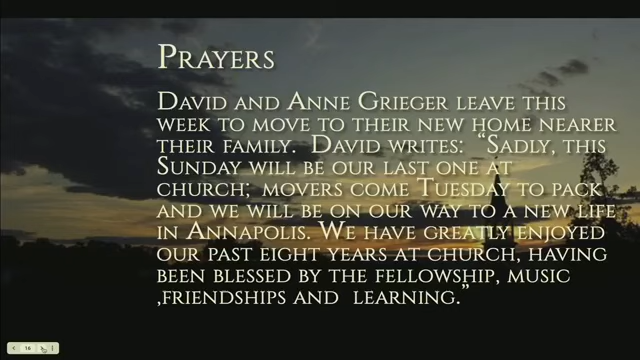 Prayers
David and Anne Grieger leave this
week to move to their new home nearer
their family.  David writes:  “Sadly, this
Sunday will be our last one at
church;  movers come Tuesday to pack
and we will be on our way to a new life
in Annapolis. We have greatly enjoyed
our past eight years at church, having
been blessed by the fellowship, music
,friendships and  learning.”
16